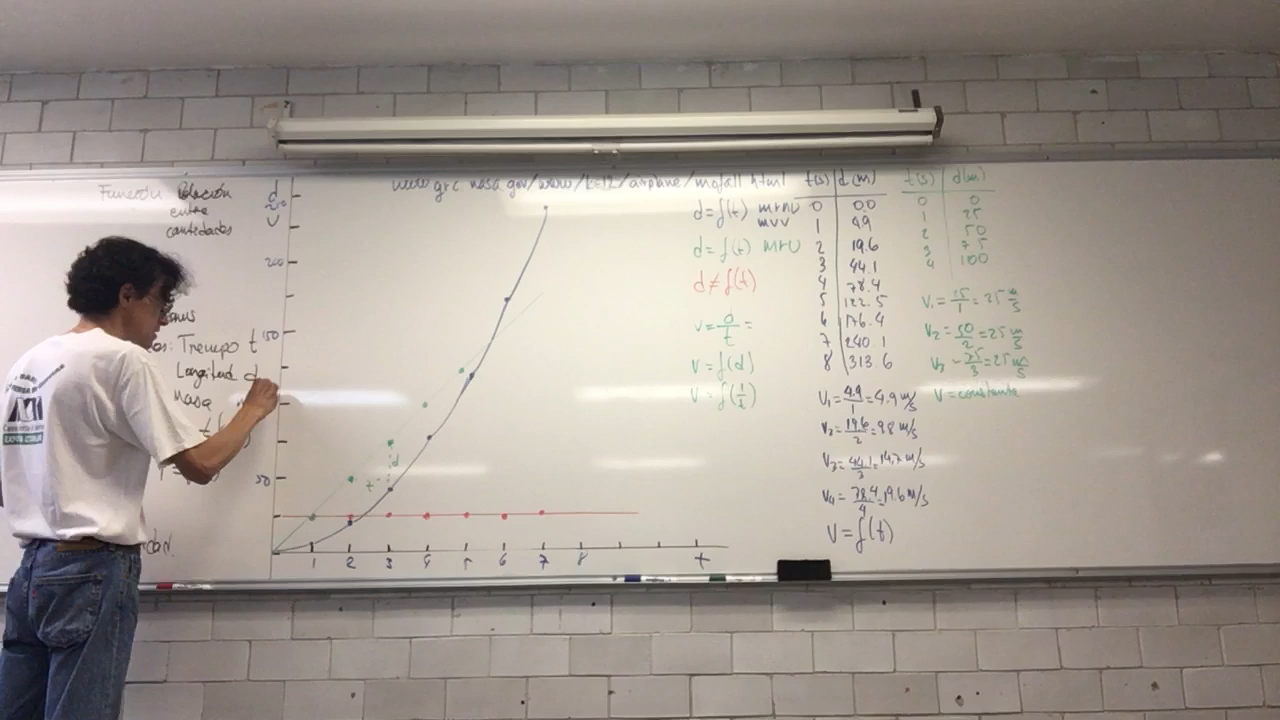 Función: Relación
entre
cantidades
Tiempo t
Longitud d
Masa
d
v
200
150
50
1 2 3 4 5 6 7 8 t
d
t
www.grc.nasa.gov/www/k-12/airplane/mofall.html
d=f(t) mruv
muv
d=f(t) mru
d≠f(t)
v=0/t=
v=f(d)
v=f(1/t)
t(s) d(m)
0 0.0
1 4.9
2 19.6
3 44.1
4 78.4
5 122.5
6 176.4
7 240.1
8 313.6
V₁=4.9/1=4.9 m/s
V₂=19.6/2=9.8 m/s
V₃=44.1/3=14.7 m/s
V₄=78.4/4=19.6 m/s
V=f(t)
t(s) d(m)
0 0
1 25
2 50
3 75
4 100
V₁=25/1=25 m/s
V₂=50/2=25 m/s
V₃=75/3=25 m/s
V=constante